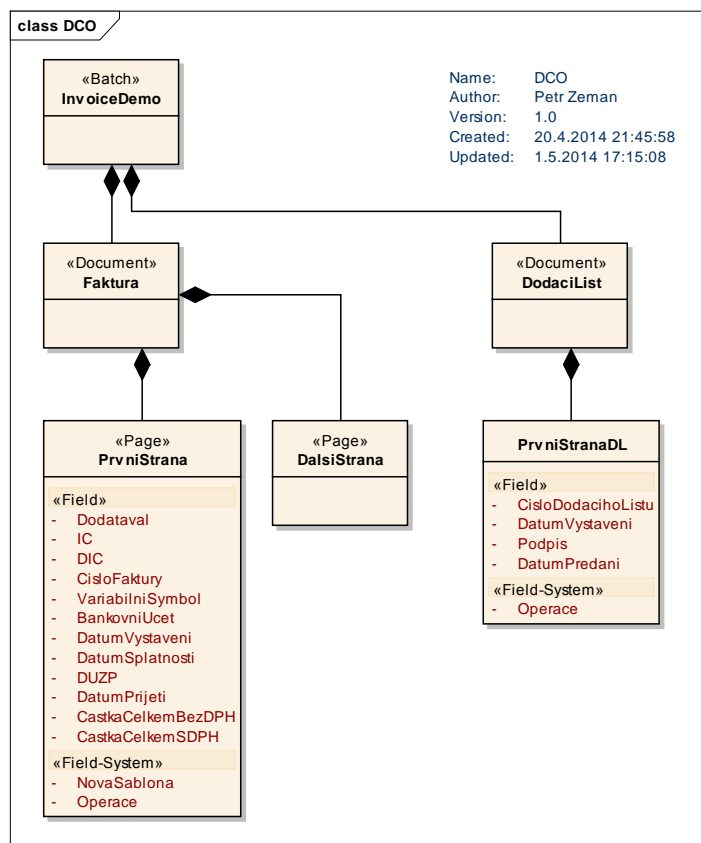 class DCO
«Batch»
InvoiceDemo
Name: DCO
Author: Petr Zeman
Version: 1.0
Created: 20.4.2014 21:45:58
Updated: 1.5.2014 17:15:08
«Document»
Faktura
«Document»
DodaciList
«Page»
PrvniStrana
«Field»
- Dodataval
- IC
- DIC
- CisloFaktury
- VariabilniSymbol
- BankovniUcet
- DatumVystaveni
- DatumSplatnosti
- DUZP
- DatumPrijeti
- CastkaCelkemBezDPH
- CastkaCelkemSDPH
«Field-System»
- NovaSablona
- Operace
«Page»
DalsiStrana
PrvniStranaDL
«Field»
- CisloDodacihoListu
- DatumVystaveni
- Podpis
- DatumPredani
«Field-System»
- Operace